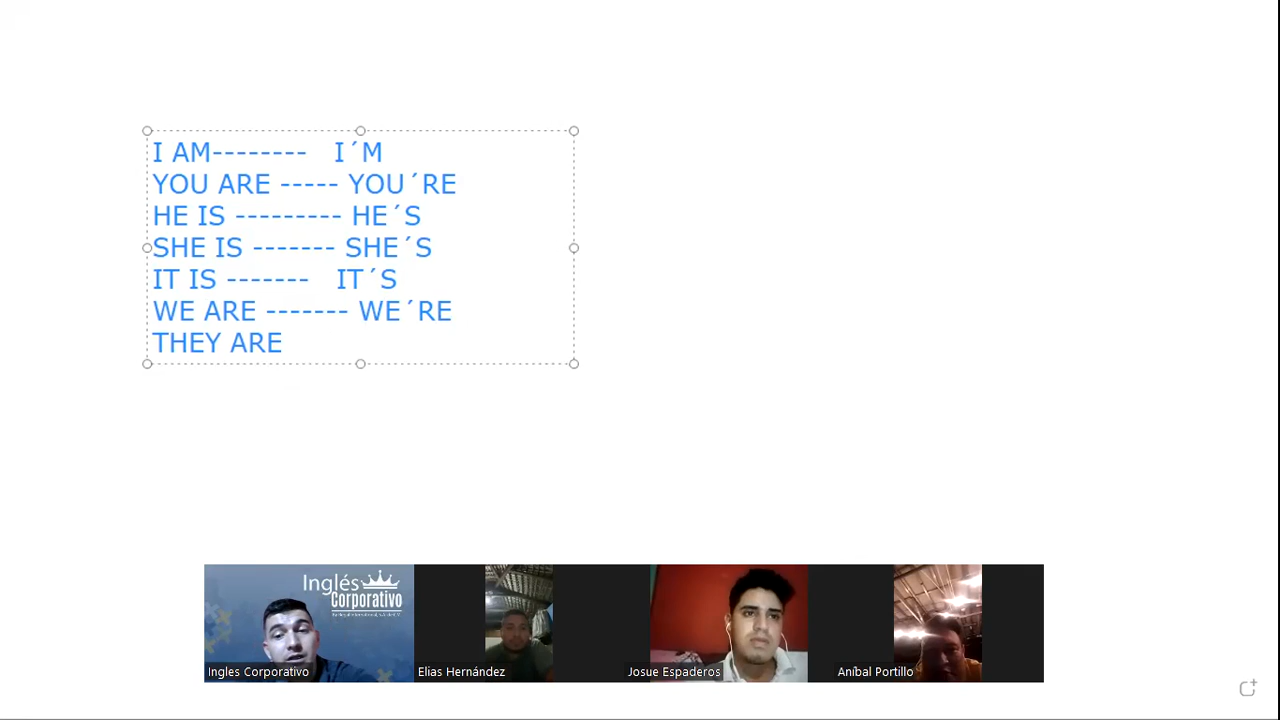 I AM-------- I´M
YOU ARE ----- YOU´RE
HE IS --------- HE´S
SHE IS ------- SHE´S
IT IS ------- IT´S
WE ARE ------- WE´RE
THEY ARE
Inglés
Corporativo
Ingles Corporativo
Elias Hernández
Josue Espaderos
Aníbal Portillo